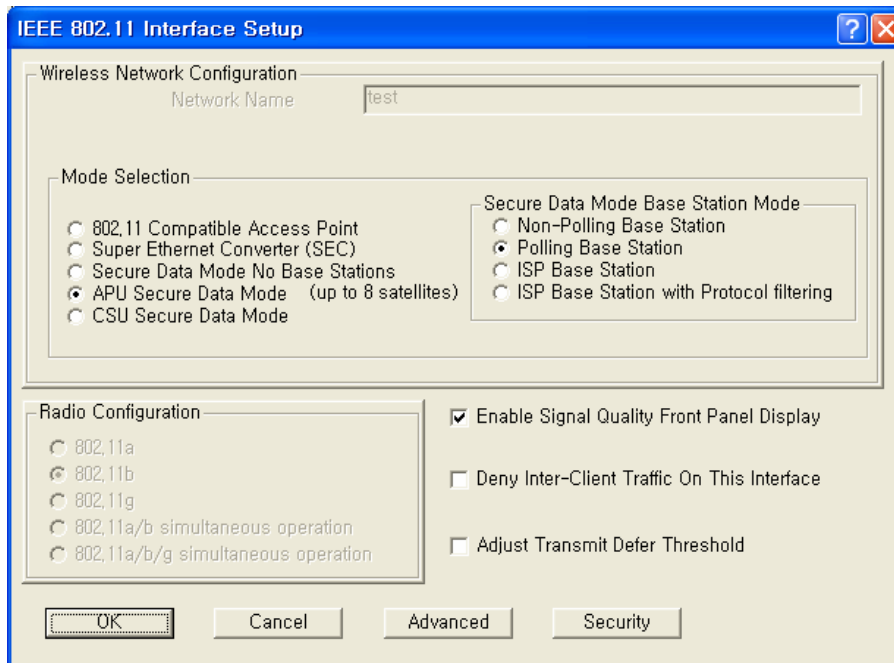 IEEE 802.11 Interface Setup
Wireless Network Configuration
Network Name
test
Mode Selection
802.11 Compatible Access Point
Super Ethernet Converter (SEC)
Secure Data Mode No Base Stations
APU Secure Data Mode (up to 8 satellites)
CSU Secure Data Mode
Secure Data Mode Base Station Mode
Non-Polling Base Station
Polling Base Station
ISP Base Station
ISP Base Station with Protocol filtering
Radio Configuration
802.11a
802.11b
802.11g
802.11a/b simultaneous operation
802.11a/b/g simultaneous operation
Enable Signal Quality Front Panel Display
Deny Inter-Client Traffic On This Interface
Adjust Transmit Defer Threshold
OK
Cancel
Advanced
Security